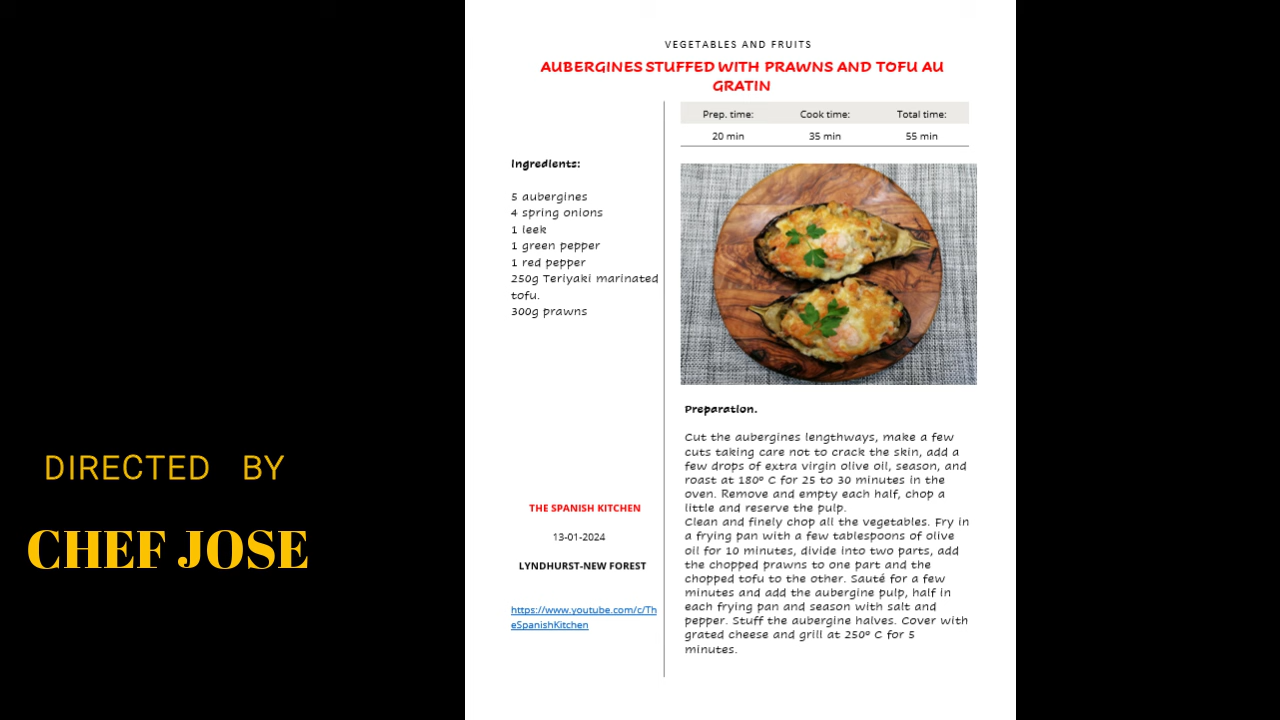 VEGETABLES AND FRUITS
AUBERGINES STUFFED WITH PRAWNS AND TOFU AU
GRATIN
Prep. time: Cook time: Total time:
20 min 35 min 55 min
Ingredients:
5 aubergines
4 spring onions
1 leek
1 green pepper
1 red pepper
250g Teriyaki marinated
tofu.
300g prawns
Preparation.
Cut the aubergines lengthways, make a few
cuts taking care not to crack the skin, add a
few drops of extra virgin olive oil, season, and
roast at 180º C for 25 to 30 minutes in the
oven. Remove and empty each half, chop a
little and reserve the pulp.
Clean and finely chop all the vegetables. Fry in
a frying pan with a few tablespoons of olive
oil for 10 minutes, divide into two parts, add
the chopped prawns to one part and the
chopped tofu to the other. Sauté for a few
minutes and add the aubergine pulp, half in
each frying pan and season with salt and
pepper. Stuff the aubergine halves. Cover with
grated cheese and grill at 250º C for 5
minutes.
THE SPANISH KITCHEN
13-01-2024
LYNDHURST-NEW FOREST
https://www.youtube.com/c/Th
eSpanishKitchen
DIRECTED BY
CHEF JOSE